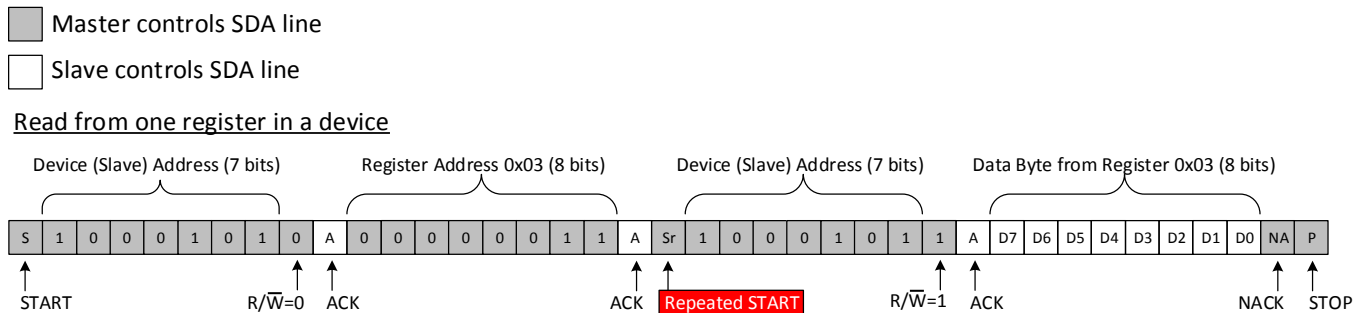 Master controls SDA line
Slave controls SDA line
Read from one register in a device
Device (Slave) Address (7 bits) Register Address 0x03 (8 bits) Device (Slave) Address (7 bits) Data Byte from Register 0x03 (8 bits)
S 1 0 0 0 1 0 1 0 A 0 0 0 0 0 0 1 1 A Sr 1 0 0 0 1 0 1 1 A D7 D6 D5 D4 D3 D2 D1 D0 NA P
START R/W̅=0 ACK ACK Repeated START R/W̅=1 ACK NACK STOP